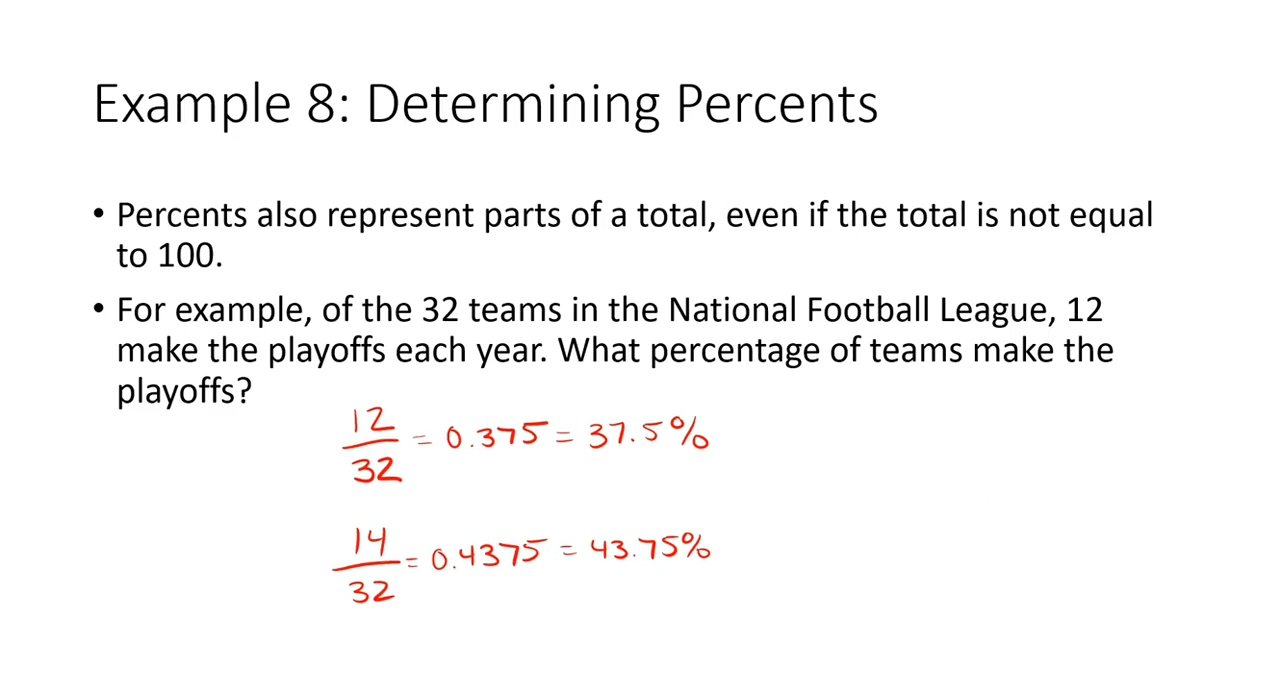 Example 8: Determining Percents
• Percents also represent parts of a total, even if the total is not equal
to 100.
• For example, of the 32 teams in the National Football League, 12
make the playoffs each year. What percentage of teams make the
playoffs?
12/32 = 0.375 = 37.5%
14/32 = 0.4375 = 43.75%